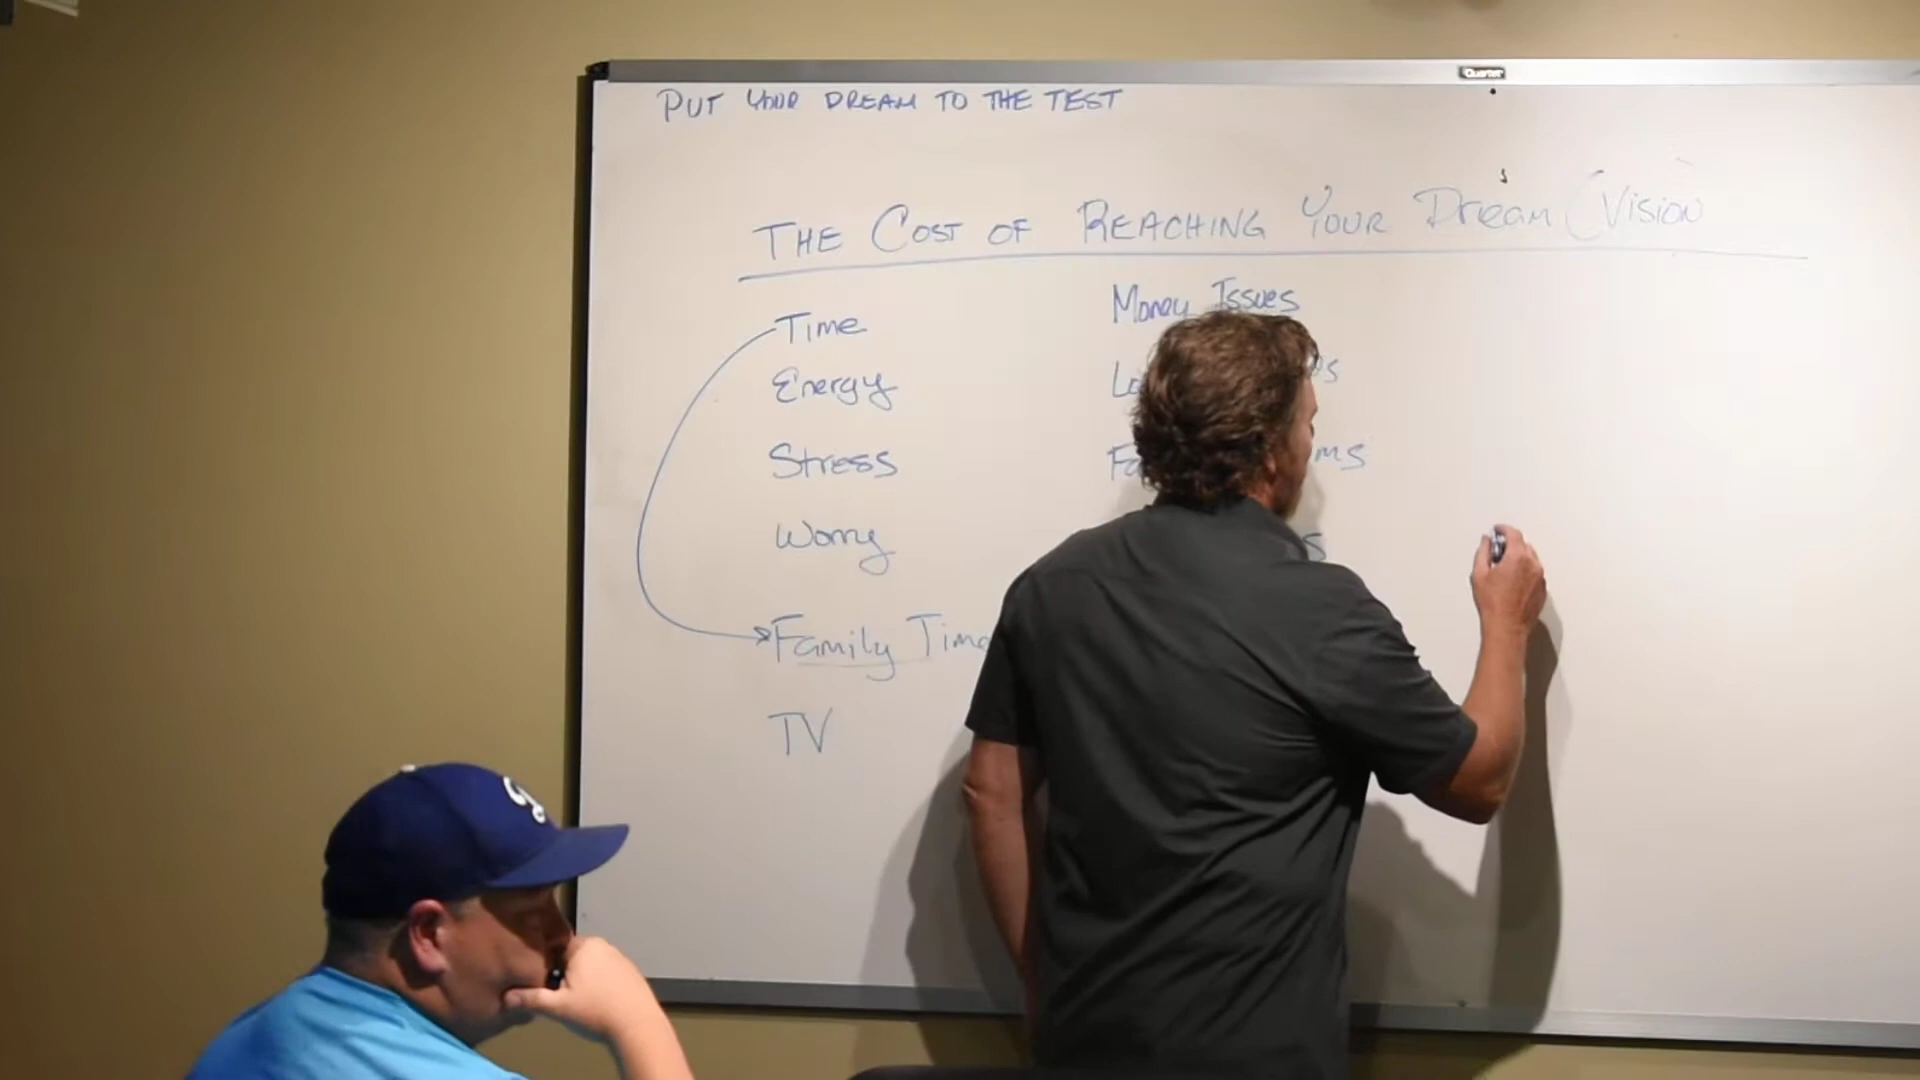 Quartet
PUT YOUR DREAM TO THE TEST
THE COST OF REACHING YOUR Dream (Vision
Time
Energy
Stress
Worry
Family Time
TV
Money Issues